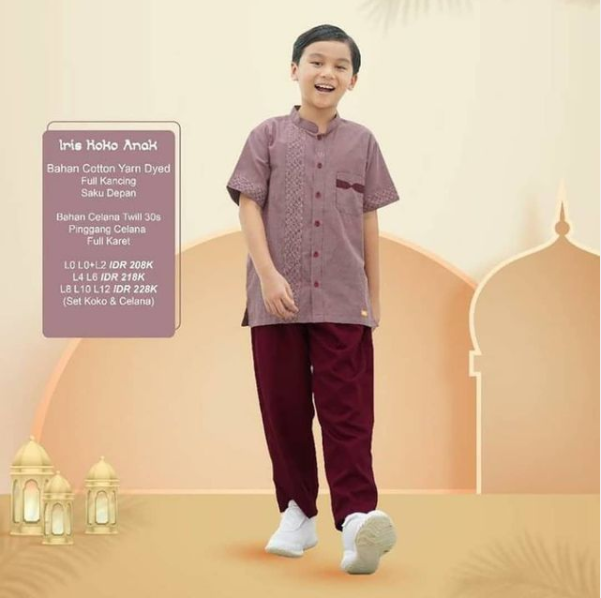 Iris Koko Anak
Bahan Cotton Yarn Dyed
Full Kancing
Saku Depan
Bahan Celana Twill 30s
Pinggang Celana
Full Karet
L0 L0+L2 IDR 208K
L4 L6 IDR 218K
L8 L10 L12 IDR 228K
(Set Koko & Celana)